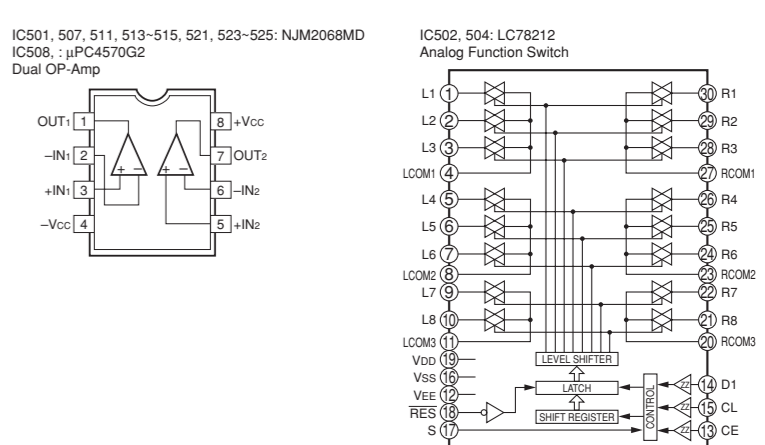 IC501, 507, 511, 513~515, 521, 523~525: NJM2068MD
IC508, : µPC4570G2
Dual OP-Amp
OUT1 1
8 +VCC
–IN1 2
7 OUT2
+IN1 3
6 –IN2
–VCC 4
5 +IN2
+ –
+ –
IC502, 504: LC78212
Analog Function Switch
L1 1
30 R1
L2 2
29 R2
L3 3
28 R3
LCOM1 4
27 RCOM1
L4 5
26 R4
L5 6
25 R5
L6 7
24 R6
LCOM2 8
23 RCOM2
L7 9
22 R7
L8 10
21 R8
LCOM3 11
20 RCOM3
VDD 19
LEVEL SHIFTER
VSS 16
LATCH
14 D1
VEE 12
CONTROL
15 CL
RES 18
SHIFT REGISTER
S 17
13 CE
ZZ
ZZ
ZZ